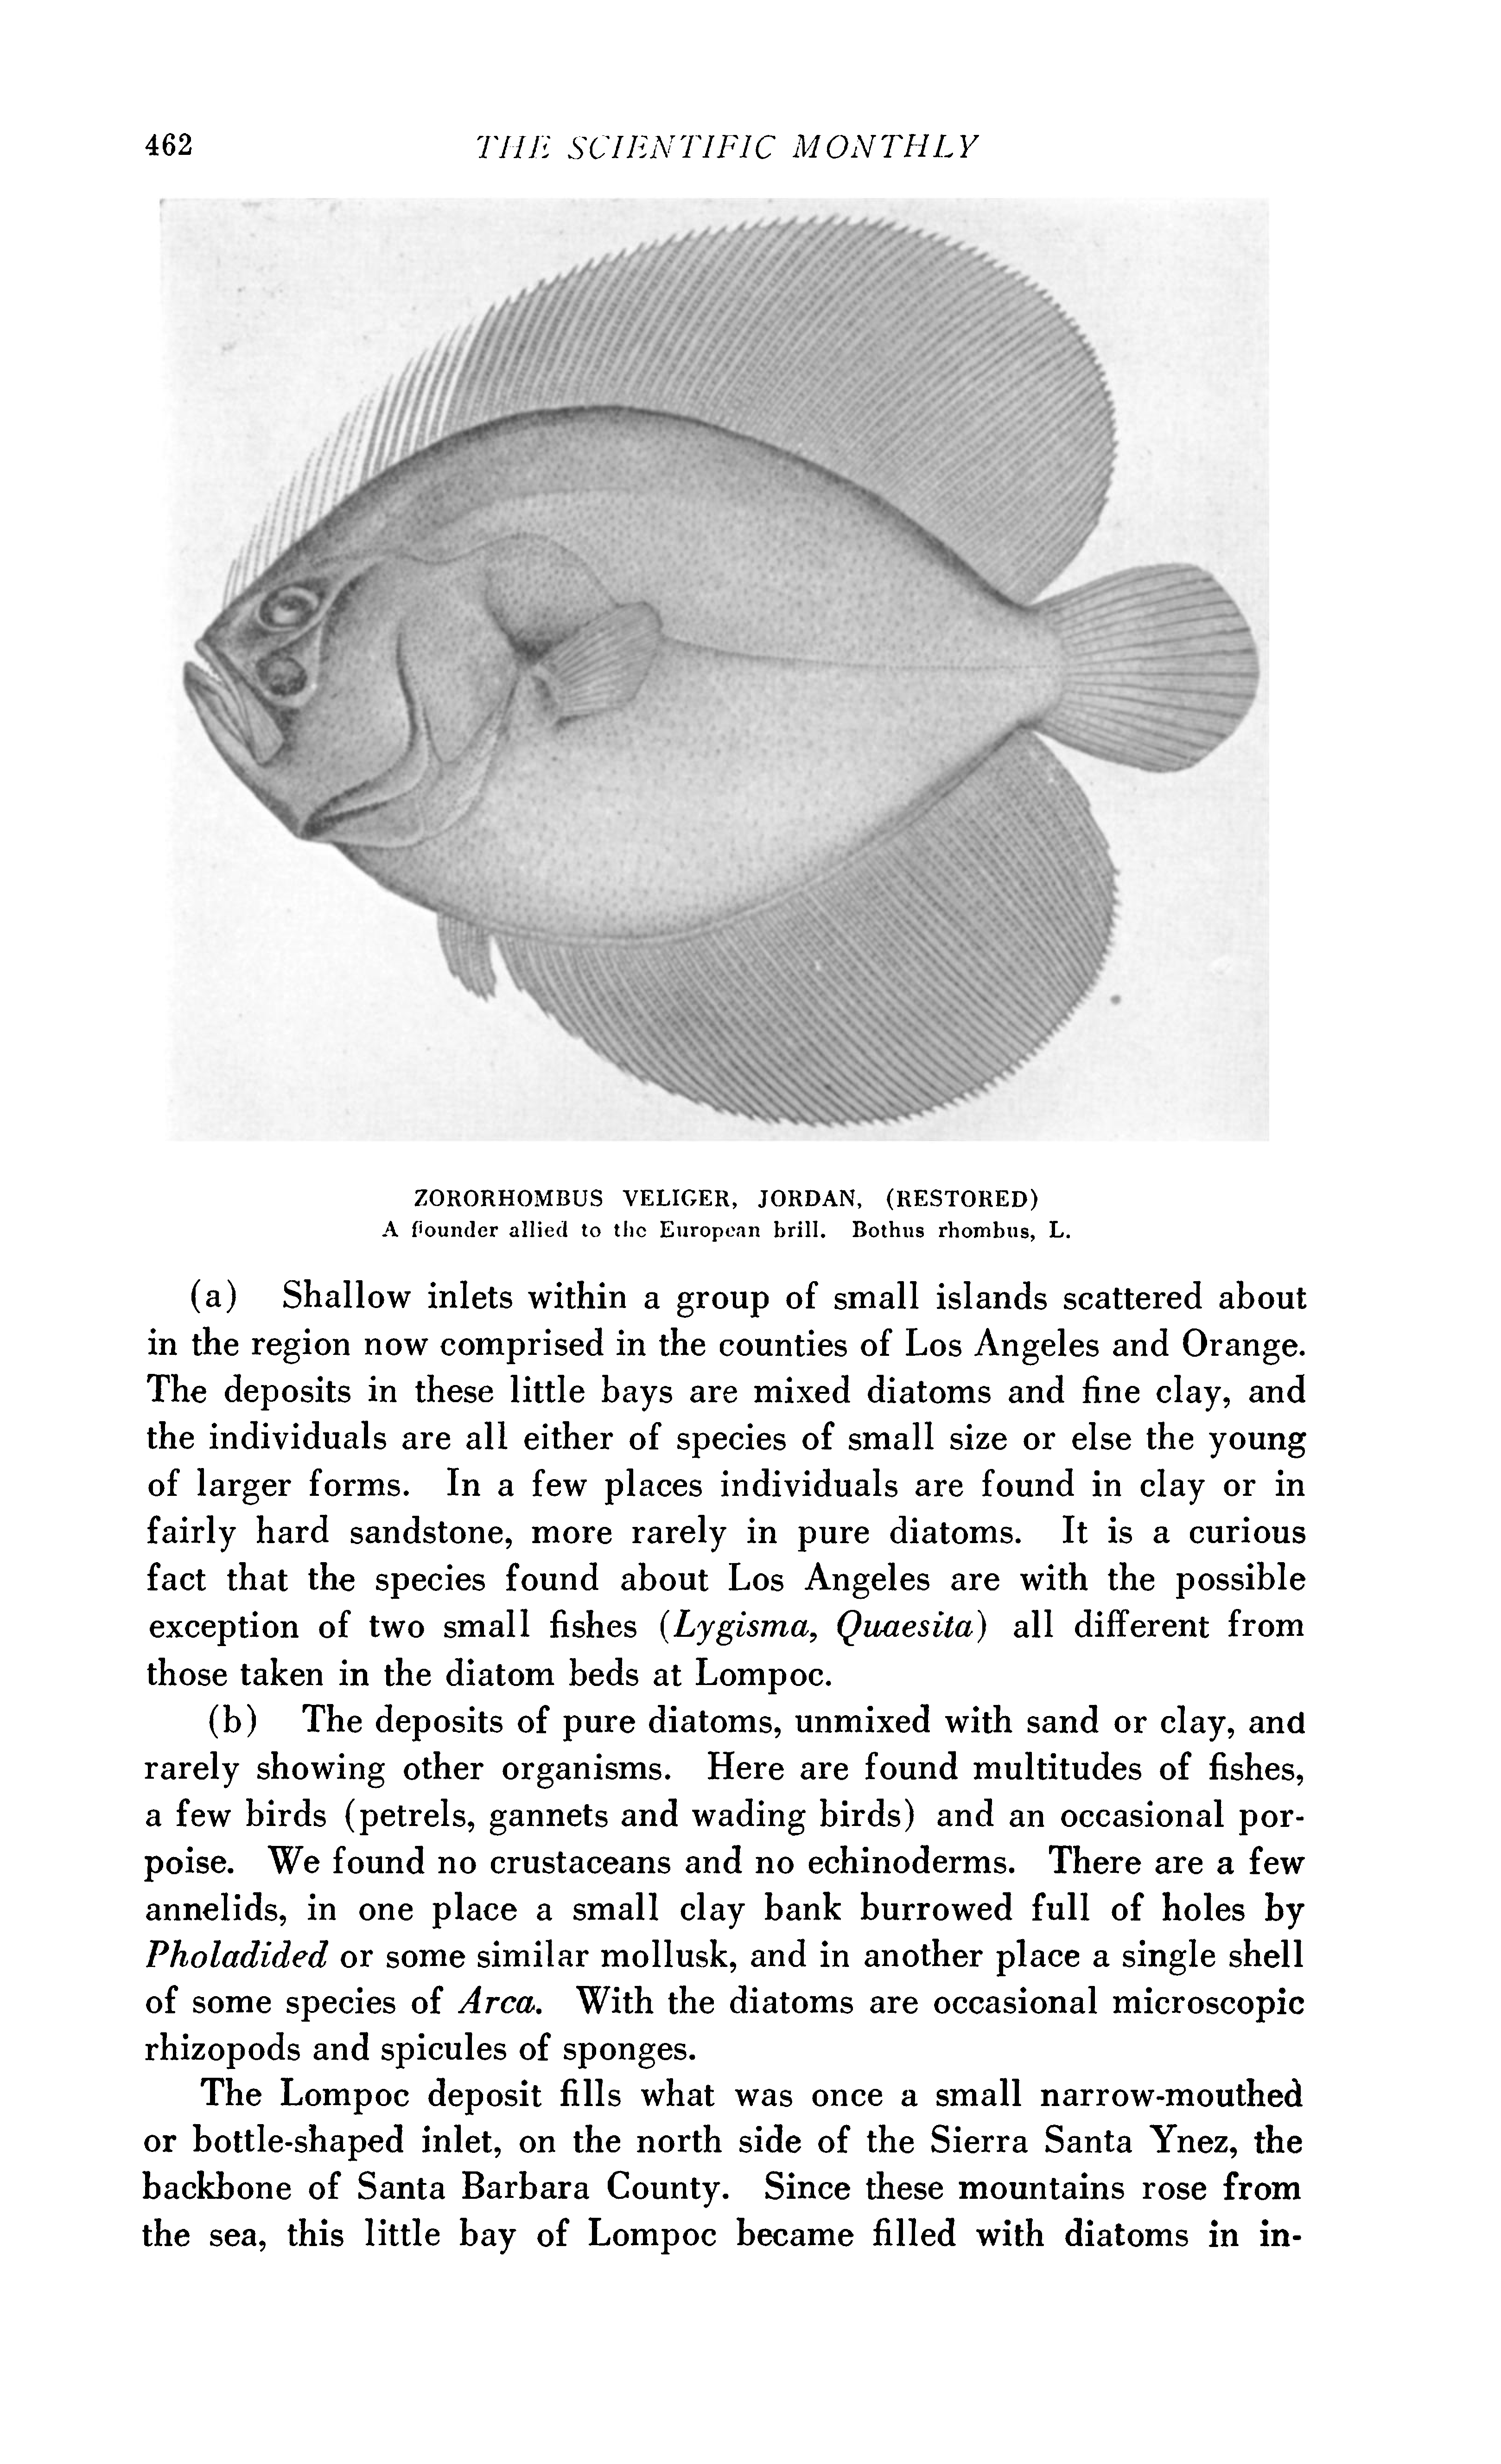 462 THE SCIENTIFIC MONTHLY
ZORORHOMBUS VELIGER, JORDAN, (RESTORED)
A flounder allied to the European brill. Bothus rhombus, L.
(a) Shallow inlets within a group of small islands scattered about
in the region now comprised in the counties of Los Angeles and Orange.
The deposits in these little bays are mixed diatoms and fine clay, and
the individuals are all either of species of small size or else the young
of larger forms. In a few places individuals are found in clay or in
fairly hard sandstone, more rarely in pure diatoms. It is a curious
fact that the species found about Los Angeles are with the possible
exception of two small fishes (Lygisma, Quaesita) all different from
those taken in the diatom beds at Lompoc.
(b) The deposits of pure diatoms, unmixed with sand or clay, and
rarely showing other organisms. Here are found multitudes of fishes,
a few birds (petrels, gannets and wading birds) and an occasional por-
poise. We found no crustaceans and no echinoderms. There are a few
annelids, in one place a small clay bank burrowed full of holes by
Pholadided or some similar mollusk, and in another place a single shell
of some species of Arca. With the diatoms are occasional microscopic
rhizopods and spicules of sponges.
The Lompoc deposit fills what was once a small narrow-mouthed
or bottle-shaped inlet, on the north side of the Sierra Santa Ynez, the
backbone of Santa Barbara County. Since these mountains rose from
the sea, this little bay of Lompoc became filled with diatoms in in-